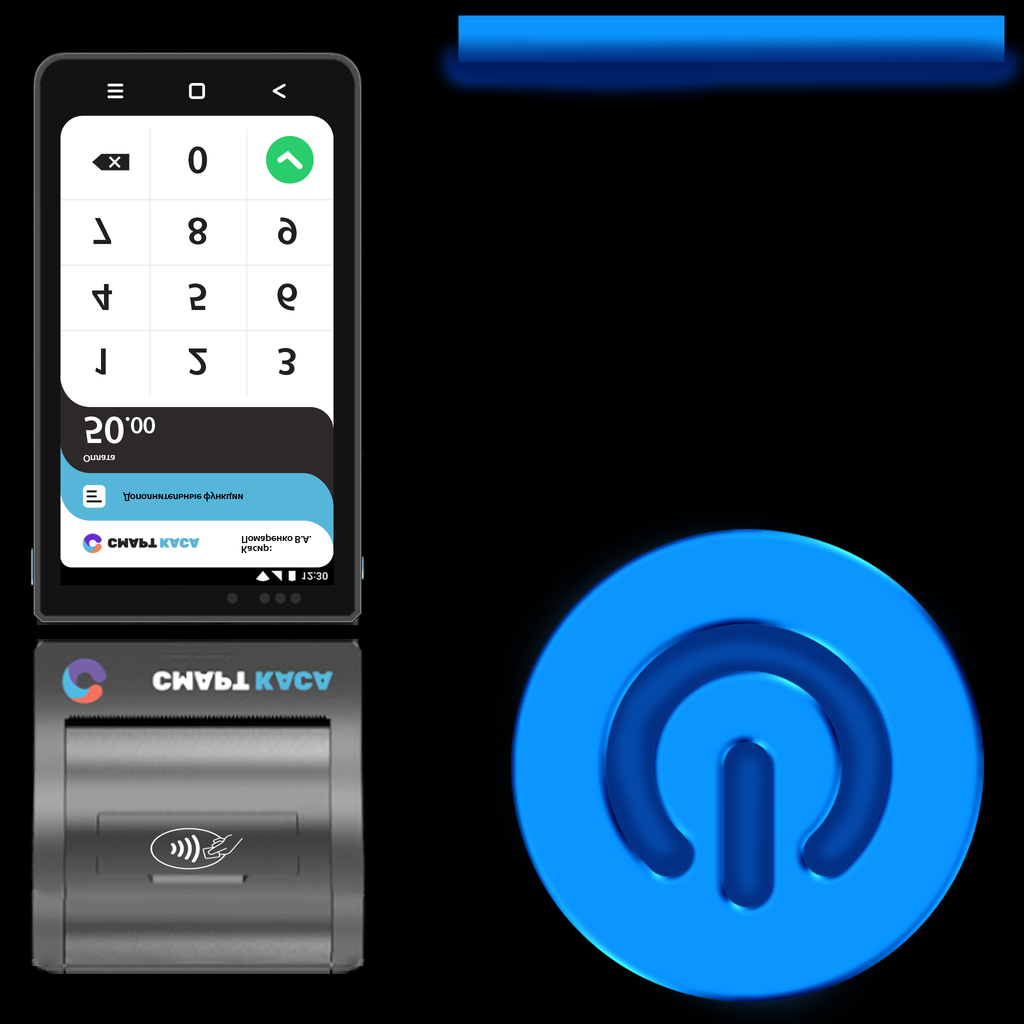 СМАРТ КАСА
12:30
СМАРТ КАСА
Касир:
Помаренко В.А.
Дополнительные функции
Оплата
50.00
1 2 3
4 5 6
7 8 9
0